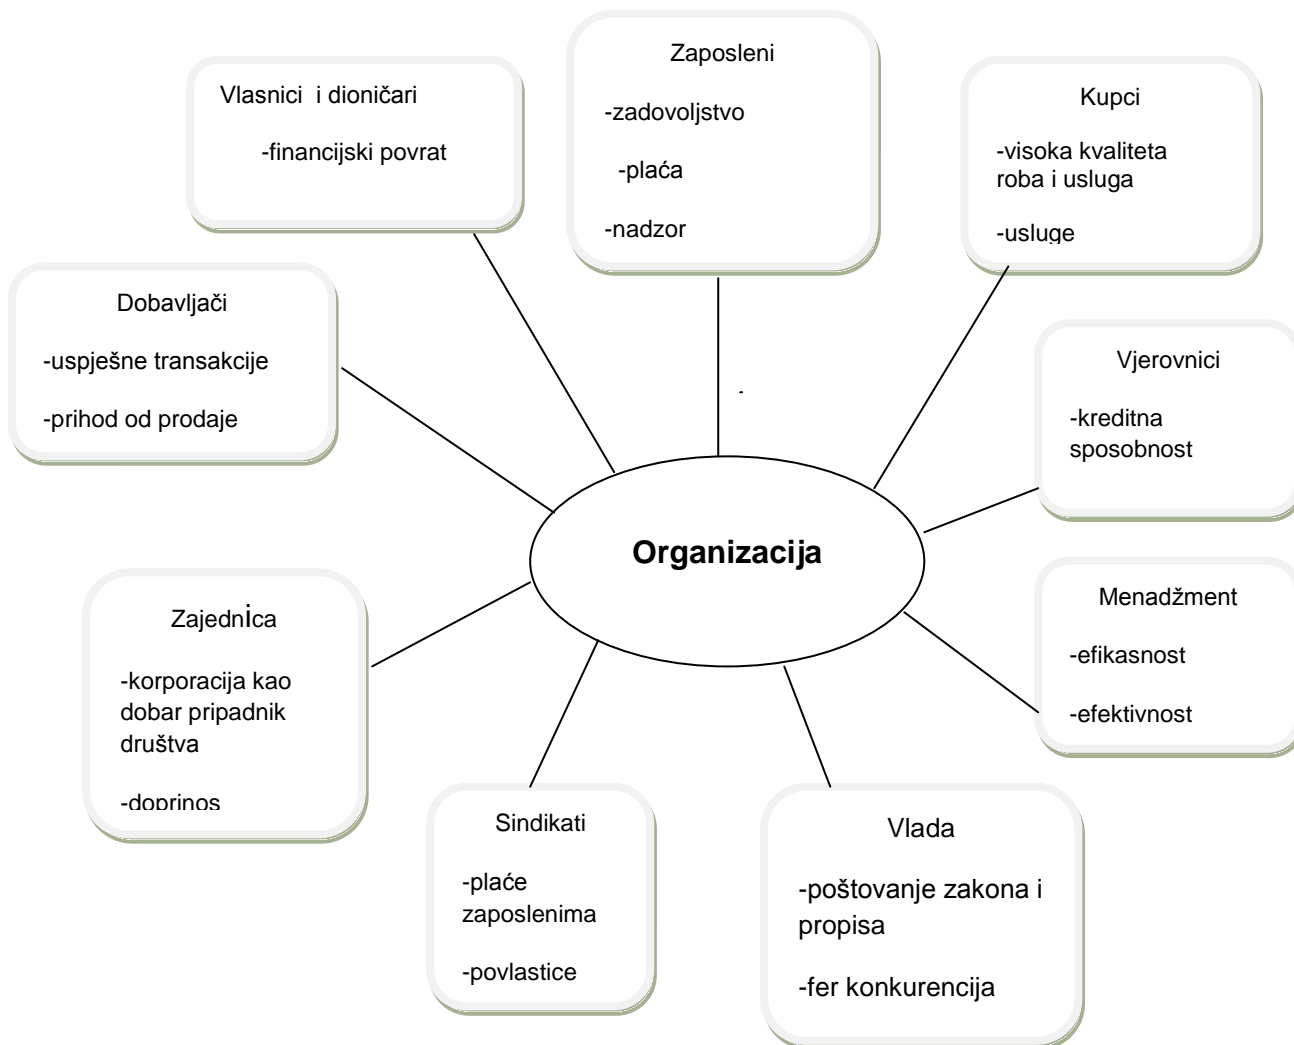 Vlasnici i dioničari
-financijski povrat
Zaposleni
-zadovoljstvo
-plaća
-nadzor
Kupci
-visoka kvaliteta
roba i usluga
-usluge
Dobavljači
-uspješne transakcije
-prihod od prodaje
Vjerovnici
-kreditna
sposobnost
-
Organizacija
Zajednica
-korporacija kao
dobar pripadnik
društva
-doprinos
Menadžment
-efikasnost
-efektivnost
Sindikati
-plaće
zaposlenima
-povlastice
Vlada
-poštovanje zakona i
propisa
-fer konkurencija